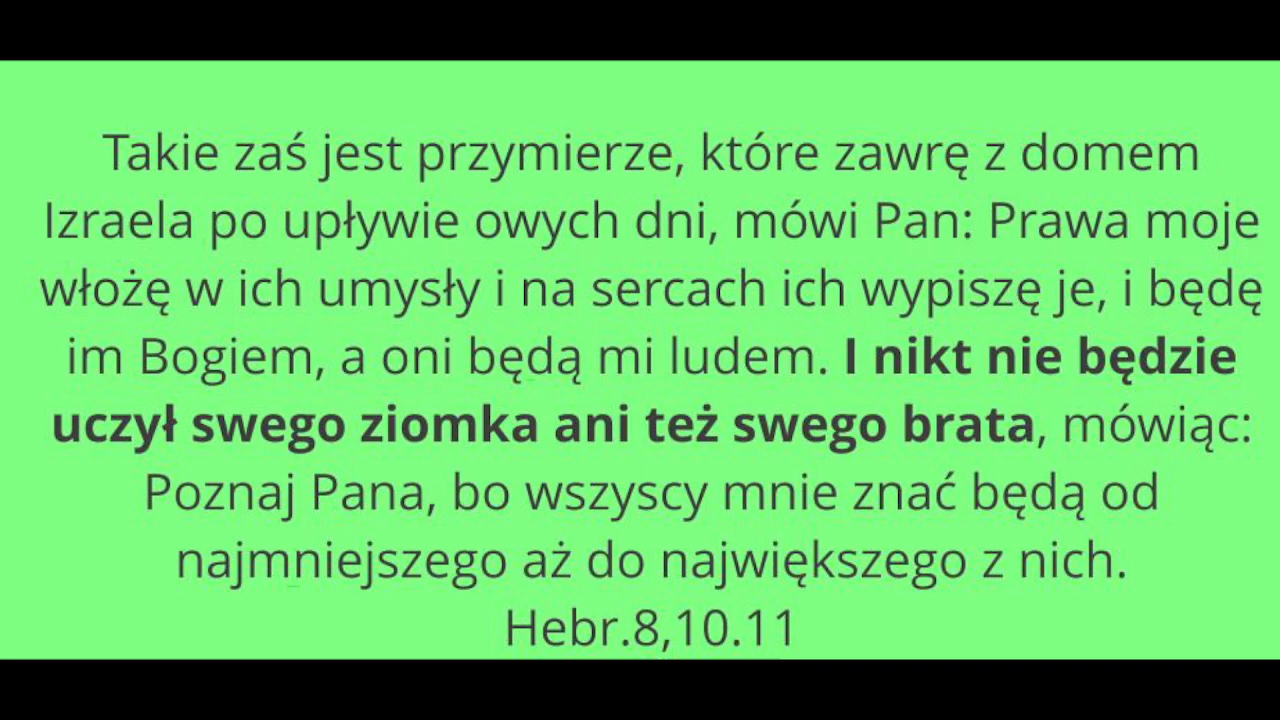 Takie zaś jest przymierze, które zawrę z domem
Izraela po upływie owych dni, mówi Pan: Prawa moje
włożę w ich umysły i na sercach ich wypiszę je, i będę
im Bogiem, a oni będą mi ludem. I nikt nie będzie
uczył swego ziomka ani też swego brata, mówiąc:
Poznaj Pana, bo wszyscy mnie znać będą od
najmniejszego aż do największego z nich.
Hebr.8,10.11